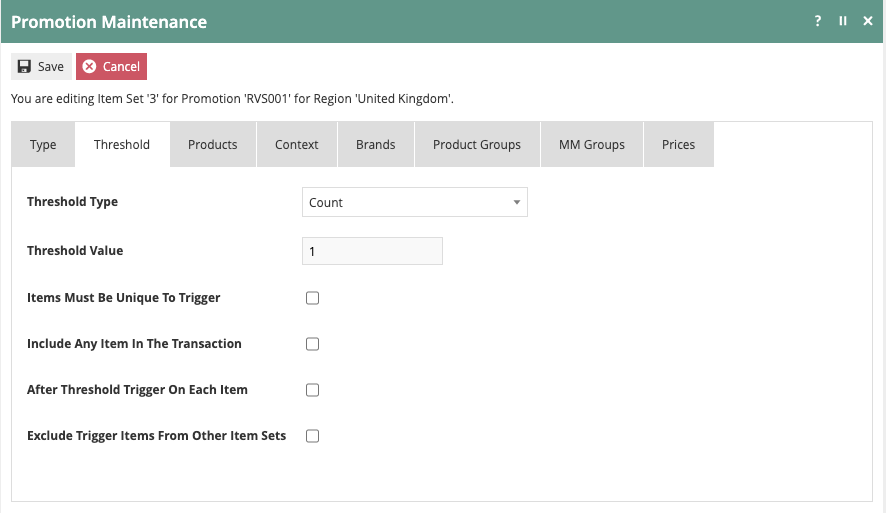 Promotion Maintenance ?
Save Cancel
You are editing Item Set '3' for Promotion 'RVS001' for Region 'United Kingdom'.
Type Threshold Products Context Brands Product Groups MM Groups Prices
Threshold Type Count
Threshold Value 1
Items Must Be Unique To Trigger
Include Any Item In The Transaction
After Threshold Trigger On Each Item
Exclude Trigger Items From Other Item Sets